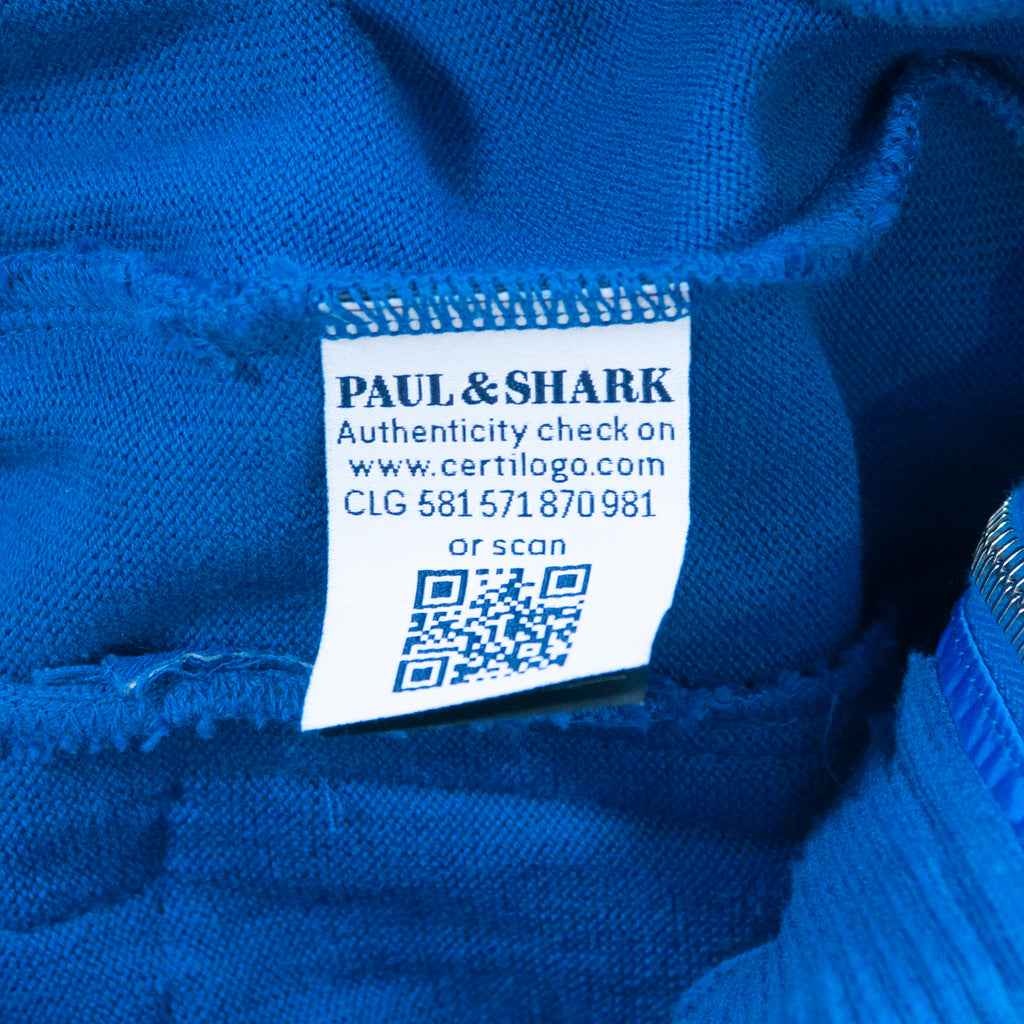 PAUL & SHARK
Authenticity check on
www.certilogo.com
CLG 581 571 870 981
or scan